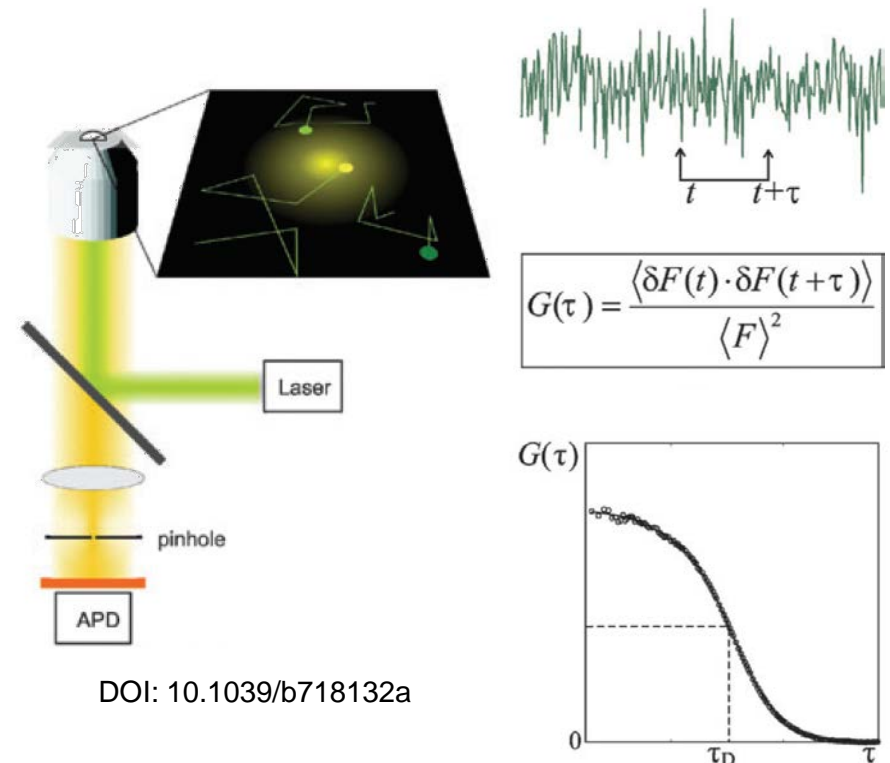 Laser
pinhole
APD
DOI: 10.1039/b718132a
t t+τ
G(τ) = ⟨δF(t)·δF(t+τ)⟩ / ⟨F⟩²
G(τ)
0
τD τ